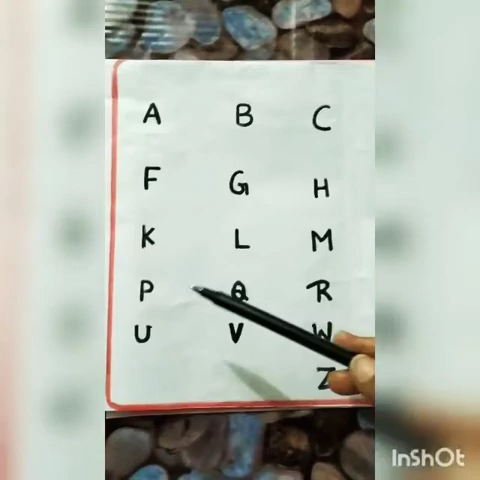 A B C
F G H
K L M
P Q R
U V W
Z
InShOt